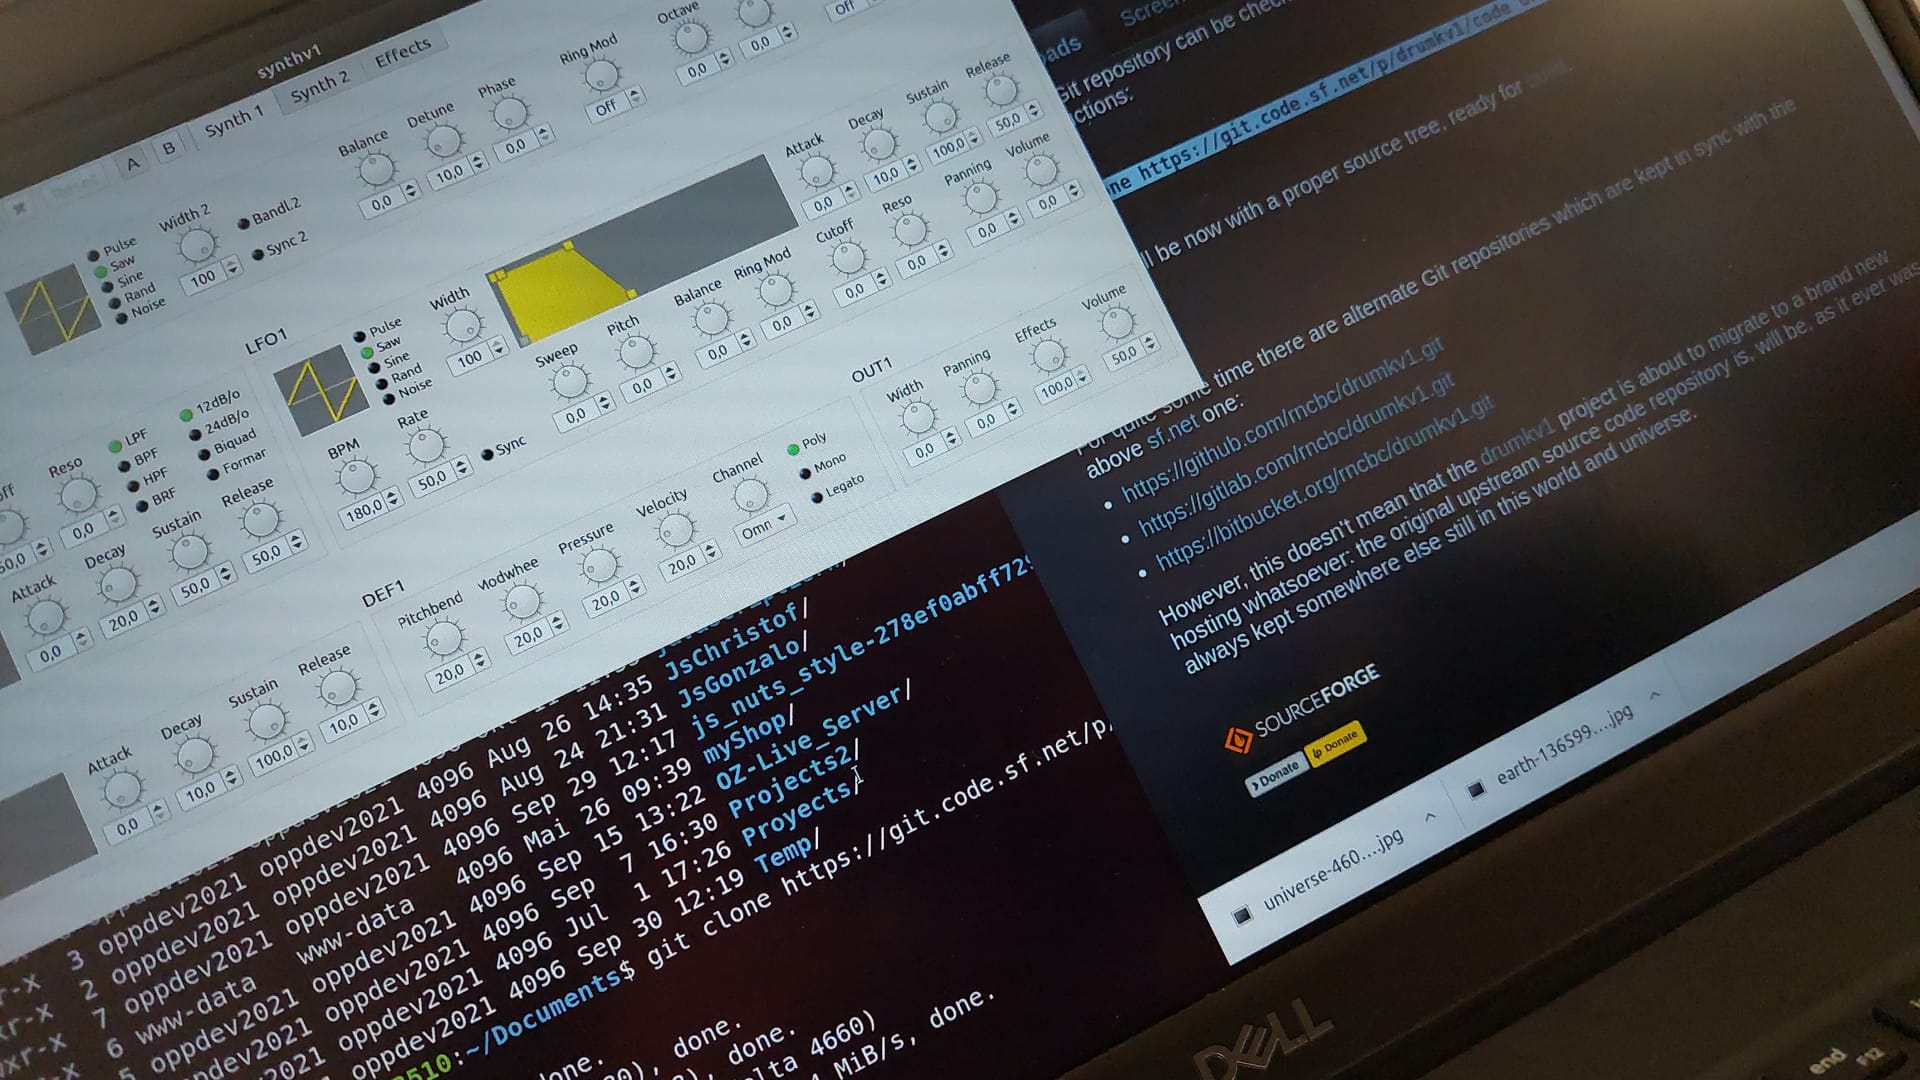 synthv1
A
B
Synth 1
Synth 2
Effects
Pulse
Saw
Sine
Rand
Noise
Width 2
100
Bandl.2
Sync 2
Balance
0,0
Detune
10,0
Phase
0,0
Ring Mod
Off
Octave
0,0
0,0
Off
Reso
0,0
LPF
BPF
HPF
BRF
12dB/o
24dB/o
Biquad
Formar
Attack
0,0
Decay
20,0
Sustain
50,0
Release
50,0
LFO1
Pulse
Saw
Sine
Rand
Noise
Width
100
BPM
180,0
Rate
50,0
Sync
Sweep
0,0
Pitch
0,0
Balance
0,0
Ring Mod
0,0
Cutoff
0,0
Reso
0,0
Panning
0,0
Volume
0,0
Attack
0,0
Decay
10,0
Sustain
100,0
Release
50,0
Attack
0,0
Decay
10,0
Sustain
100,0
Release
10,0
DEF1
Pitchbend
20,0
Modwhee
20,0
Pressure
20,0
Velocity
20,0
Channel
Omn
Poly
Mono
Legato
OUT1
Width
0,0
Panning
0,0
Effects
100,0
Volume
50,0
3 oppdev2021 oppdev2021 4096 Aug 26 14:35 JsChristof/
2 oppdev2021 oppdev2021 4096 Aug 24 21:31 JsGonzalo/
7 oppdev2021 oppdev2021 4096 Sep 29 12:17 js_nuts_style-278ef0abff72
6 www-data www-data 4096 Mai 26 09:39 myShop/
5 oppdev2021 oppdev2021 4096 Sep 15 13:22 OZ-Live_Server/
oppdev2021 4096 Sep 7 16:30 Projects2/
oppdev2021 4096 Jul 1 17:26 Proyects/
oppdev2021 4096 Sep 30 12:19 Temp/
510:~/Documents$ git clone https://git.code.sf.net/p/
done.
done.
done.
4660)
MiB/s, done.
Git repository can be
ctions:
ne https://git.code.sf.net/p/drumkv1/code
ll be now with a proper source tree, ready for build.
For quite some time there are alternate Git repositories which are kept in sync with the
above sf.net one:
• https://github.com/rncbc/drumkv1.git
• https://gitlab.com/rncbc/drumkv1.git
• https://bitbucket.org/rncbc/drumkv1.git
However, this doesn't mean that the drumkv1 project is about to migrate to a brand new
hosting whatsoever: the original upstream source code repository is, will be, as it ever was
always kept somewhere else still in this world and universe.
SOURCEFORGE
Donate
Donate
universe-460....jpg
earth-136599....jpg
DELL
end
F12